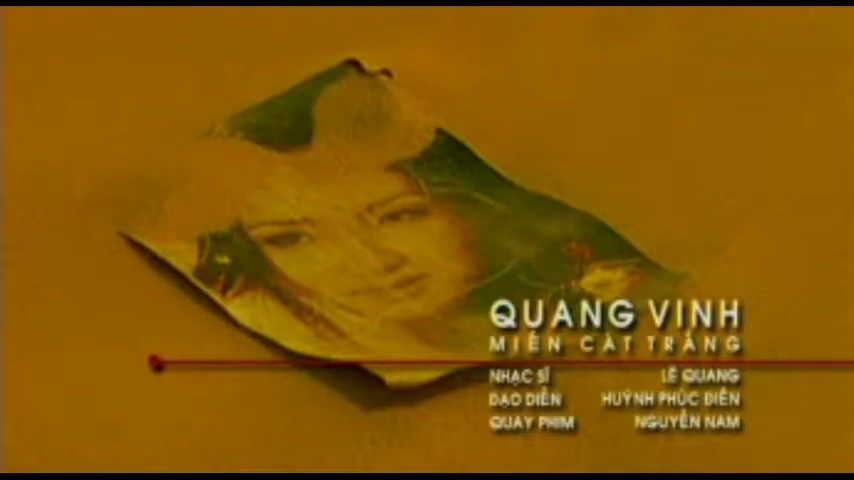 QUANG VINH
MIỀN CÁT TRẮNG
NHẠC SĨ LÊ QUANG
ĐẠO DIỄN HUỲNH PHÚC ĐIỀN
QUAY PHIM NGUYỄN NAM